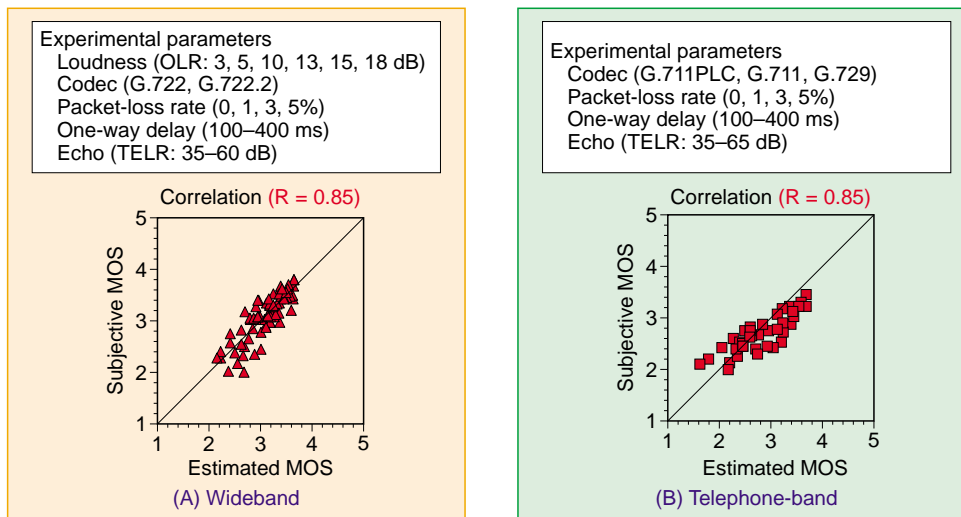 Experimental parameters
Loudness (OLR: 3, 5, 10, 13, 15, 18 dB)
Codec (G.722, G.722.2)
Packet-loss rate (0, 1, 3, 5%)
One-way delay (100–400 ms)
Echo (TELR: 35–60 dB)
Correlation (R = 0.85)
5
4
3
2
1
Subjective MOS
1 2 3 4 5
Estimated MOS
(A) Wideband
Experimental parameters
Codec (G.711PLC, G.711, G.729)
Packet-loss rate (0, 1, 3, 5%)
One-way delay (100–400 ms)
Echo (TELR: 35–65 dB)
Correlation (R = 0.85)
5
4
3
2
1
Subjective MOS
1 2 3 4 5
Estimated MOS
(B) Telephone-band